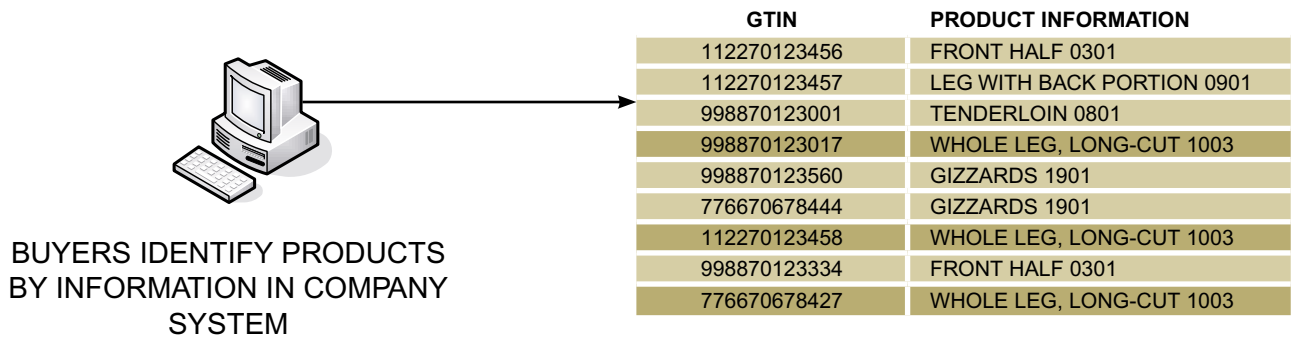 GTIN PRODUCT INFORMATION
112270123456 FRONT HALF 0301
112270123457 LEG WITH BACK PORTION 0901
998870123001 TENDERLOIN 0801
998870123017 WHOLE LEG, LONG-CUT 1003
998870123560 GIZZARDS 1901
776670678444 GIZZARDS 1901
112270123458 WHOLE LEG, LONG-CUT 1003
998870123334 FRONT HALF 0301
776670678427 WHOLE LEG, LONG-CUT 1003
BUYERS IDENTIFY PRODUCTS
BY INFORMATION IN COMPANY
SYSTEM